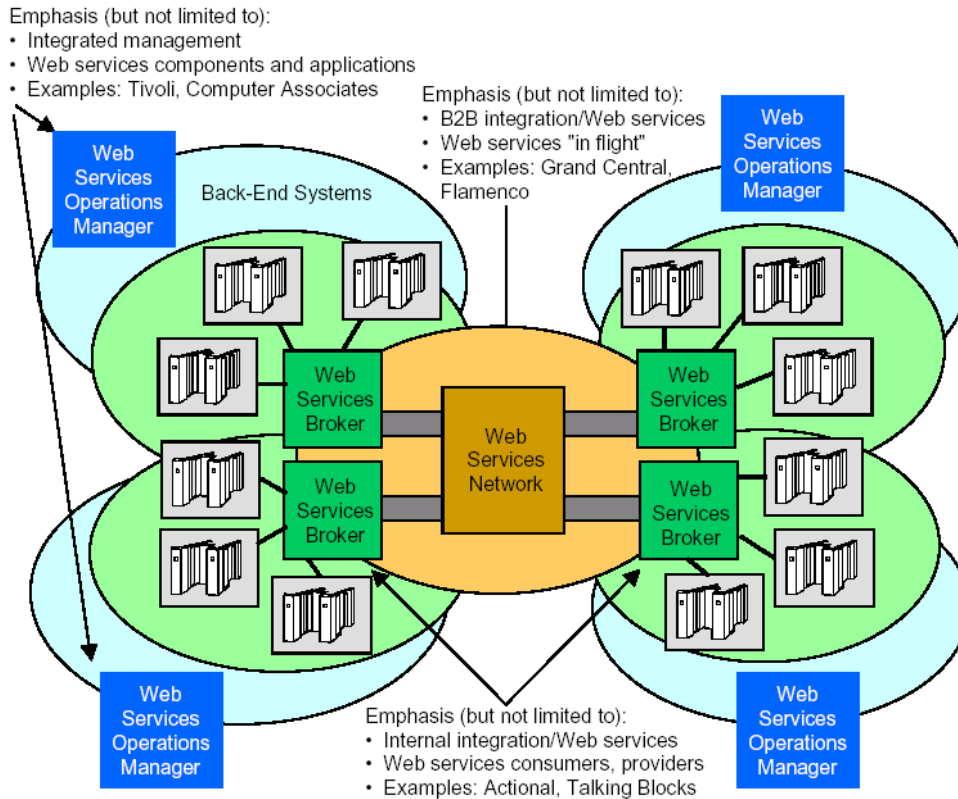 Emphasis (but not limited to):
• Integrated management
• Web services components and applications
• Examples: Tivoli, Computer Associates
Emphasis (but not limited to):
• B2B integration/Web services
• Web services "in flight"
• Examples: Grand Central,
Flamenco
Web
Services
Operations
Manager
Back-End Systems
Web
Services
Operations
Manager
Web
Services
Broker
Web
Services
Broker
Web
Services
Network
Web
Services
Broker
Web
Services
Broker
Web
Services
Operations
Manager
Web
Services
Operations
Manager
Emphasis (but not limited to):
• Internal integration/Web services
• Web services consumers, providers
• Examples: Actional, Talking Blocks